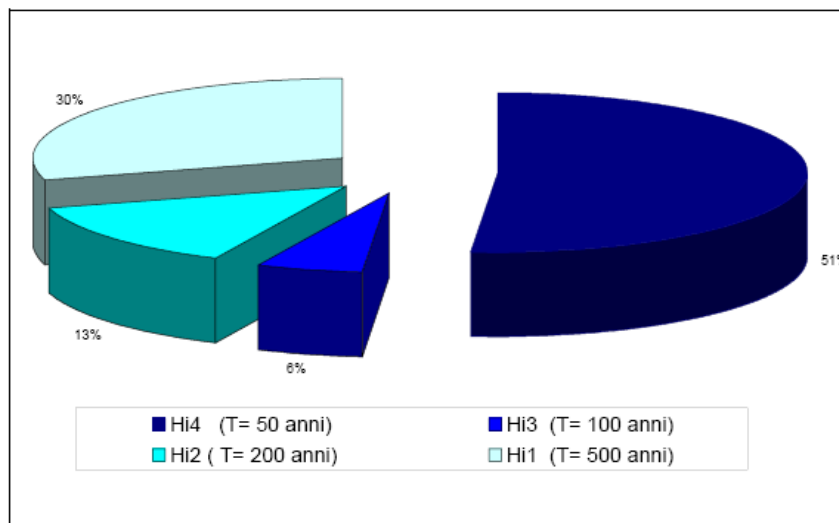 30%
51%
13%
6%
Hi4 (T= 50 anni)
Hi3 (T= 100 anni)
Hi2 ( T= 200 anni)
Hi1 (T= 500 anni)